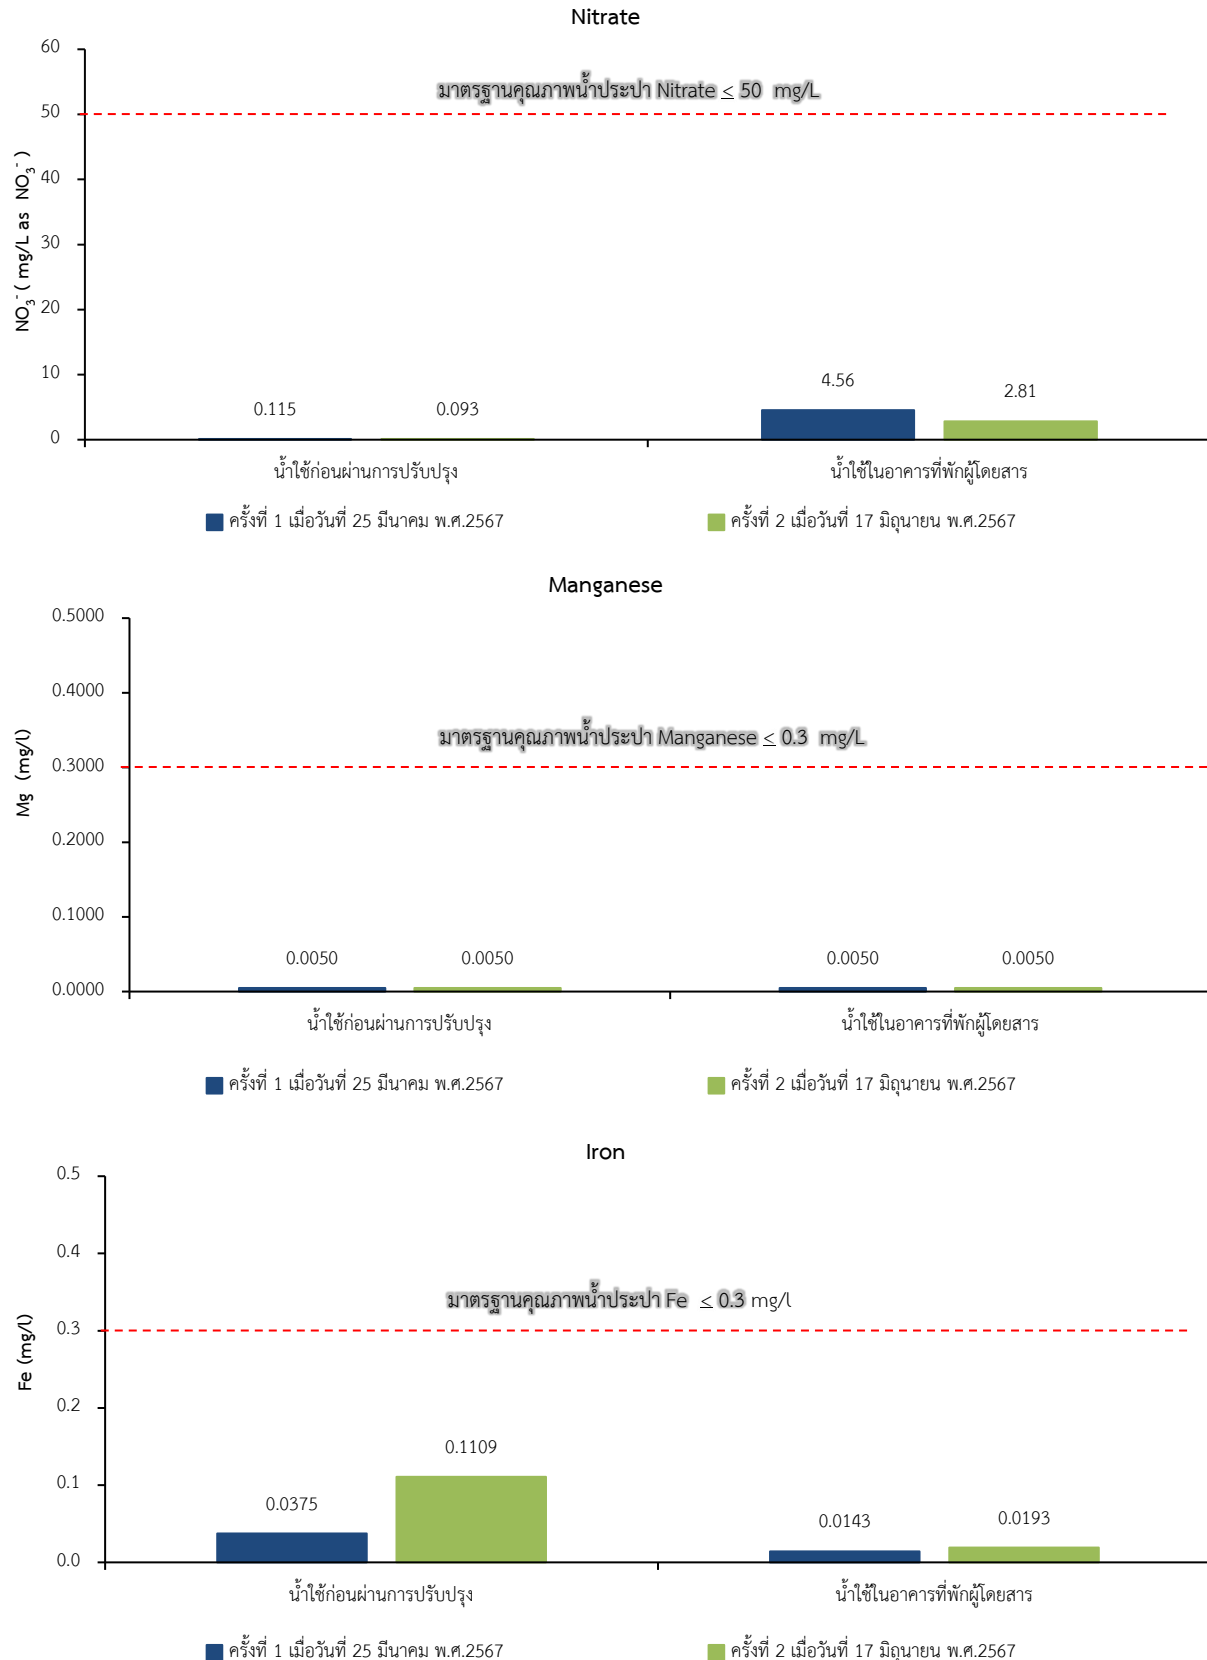 Nitrate
60
มาตรฐานคุณภาพน้ำประปา Nitrate ≤ 50 mg/L
50
40
30
20
10
0
NO₃⁻ ( mg/L as NO₃⁻ )
0.115
0.093
4.56
2.81
น้ำใช้ก่อนผ่านการปรับปรุง
น้ำใช้ในอาคารที่พักผู้โดยสาร
ครั้งที่ 1 เมื่อวันที่ 25 มีนาคม พ.ศ.2567
ครั้งที่ 2 เมื่อวันที่ 17 มิถุนายน พ.ศ.2567
Manganese
0.5000
0.4000
มาตรฐานคุณภาพน้ำประปา Manganese ≤ 0.3 mg/L
0.3000
0.2000
0.1000
0.0000
Mg (mg/l)
0.0050
0.0050
0.0050
0.0050
น้ำใช้ก่อนผ่านการปรับปรุง
น้ำใช้ในอาคารที่พักผู้โดยสาร
ครั้งที่ 1 เมื่อวันที่ 25 มีนาคม พ.ศ.2567
ครั้งที่ 2 เมื่อวันที่ 17 มิถุนายน พ.ศ.2567
Iron
0.5
0.4
มาตรฐานคุณภาพน้ำประปา Fe ≤ 0.3 mg/l
0.3
0.2
0.1
0.0
Fe (mg/l)
0.0375
0.1109
0.0143
0.0193
น้ำใช้ก่อนผ่านการปรับปรุง
น้ำใช้ในอาคารที่พักผู้โดยสาร
ครั้งที่ 1 เมื่อวันที่ 25 มีนาคม พ.ศ.2567
ครั้งที่ 2 เมื่อวันที่ 17 มิถุนายน พ.ศ.2567